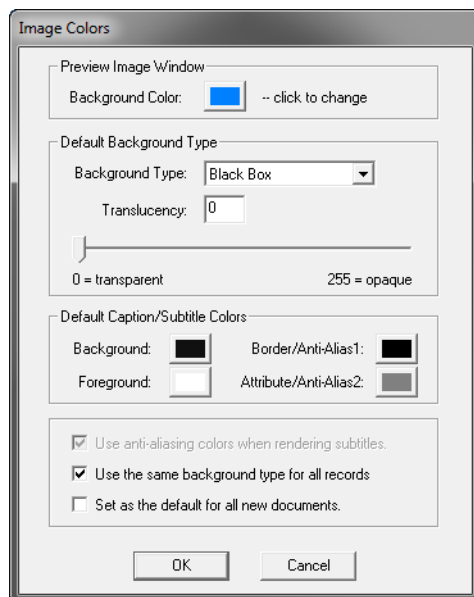 Image Colors
Preview Image Window
Background Color: -- click to change
Default Background Type
Background Type: Black Box
Translucency: 0
0 = transparent 255 = opaque
Default Caption/Subtitle Colors
Background: Border/Anti-Alias1:
Foreground: Attribute/Anti-Alias2:
Use anti-aliasing colors when rendering subtitles.
Use the same background type for all records
Set as the default for all new documents.
OK Cancel